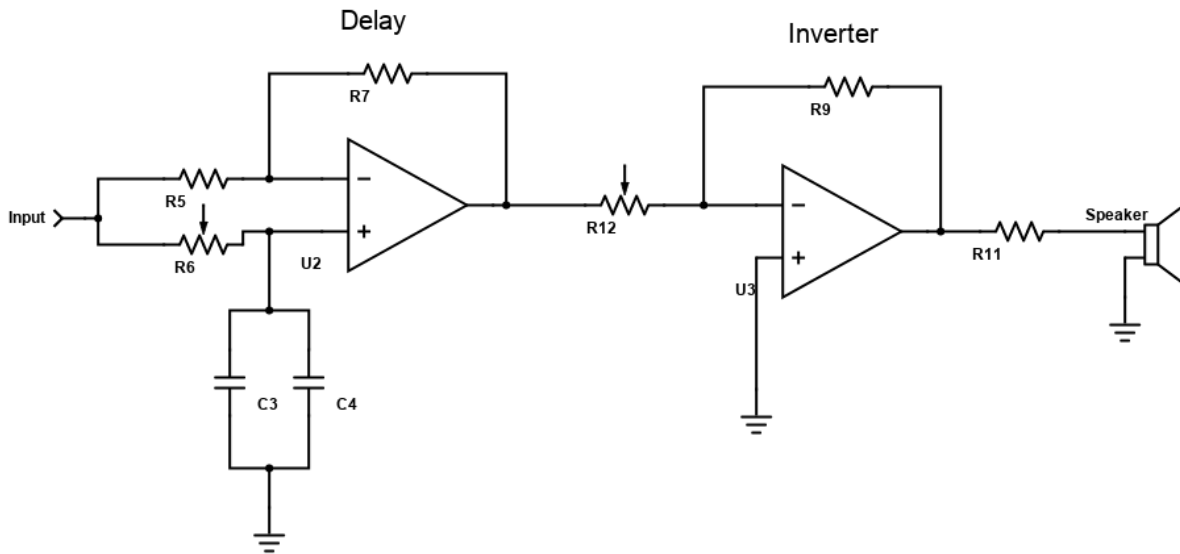 Delay
Inverter
R7
R9
R5
Input
R6
U2
R12
Speaker
R11
U3
C3
C4